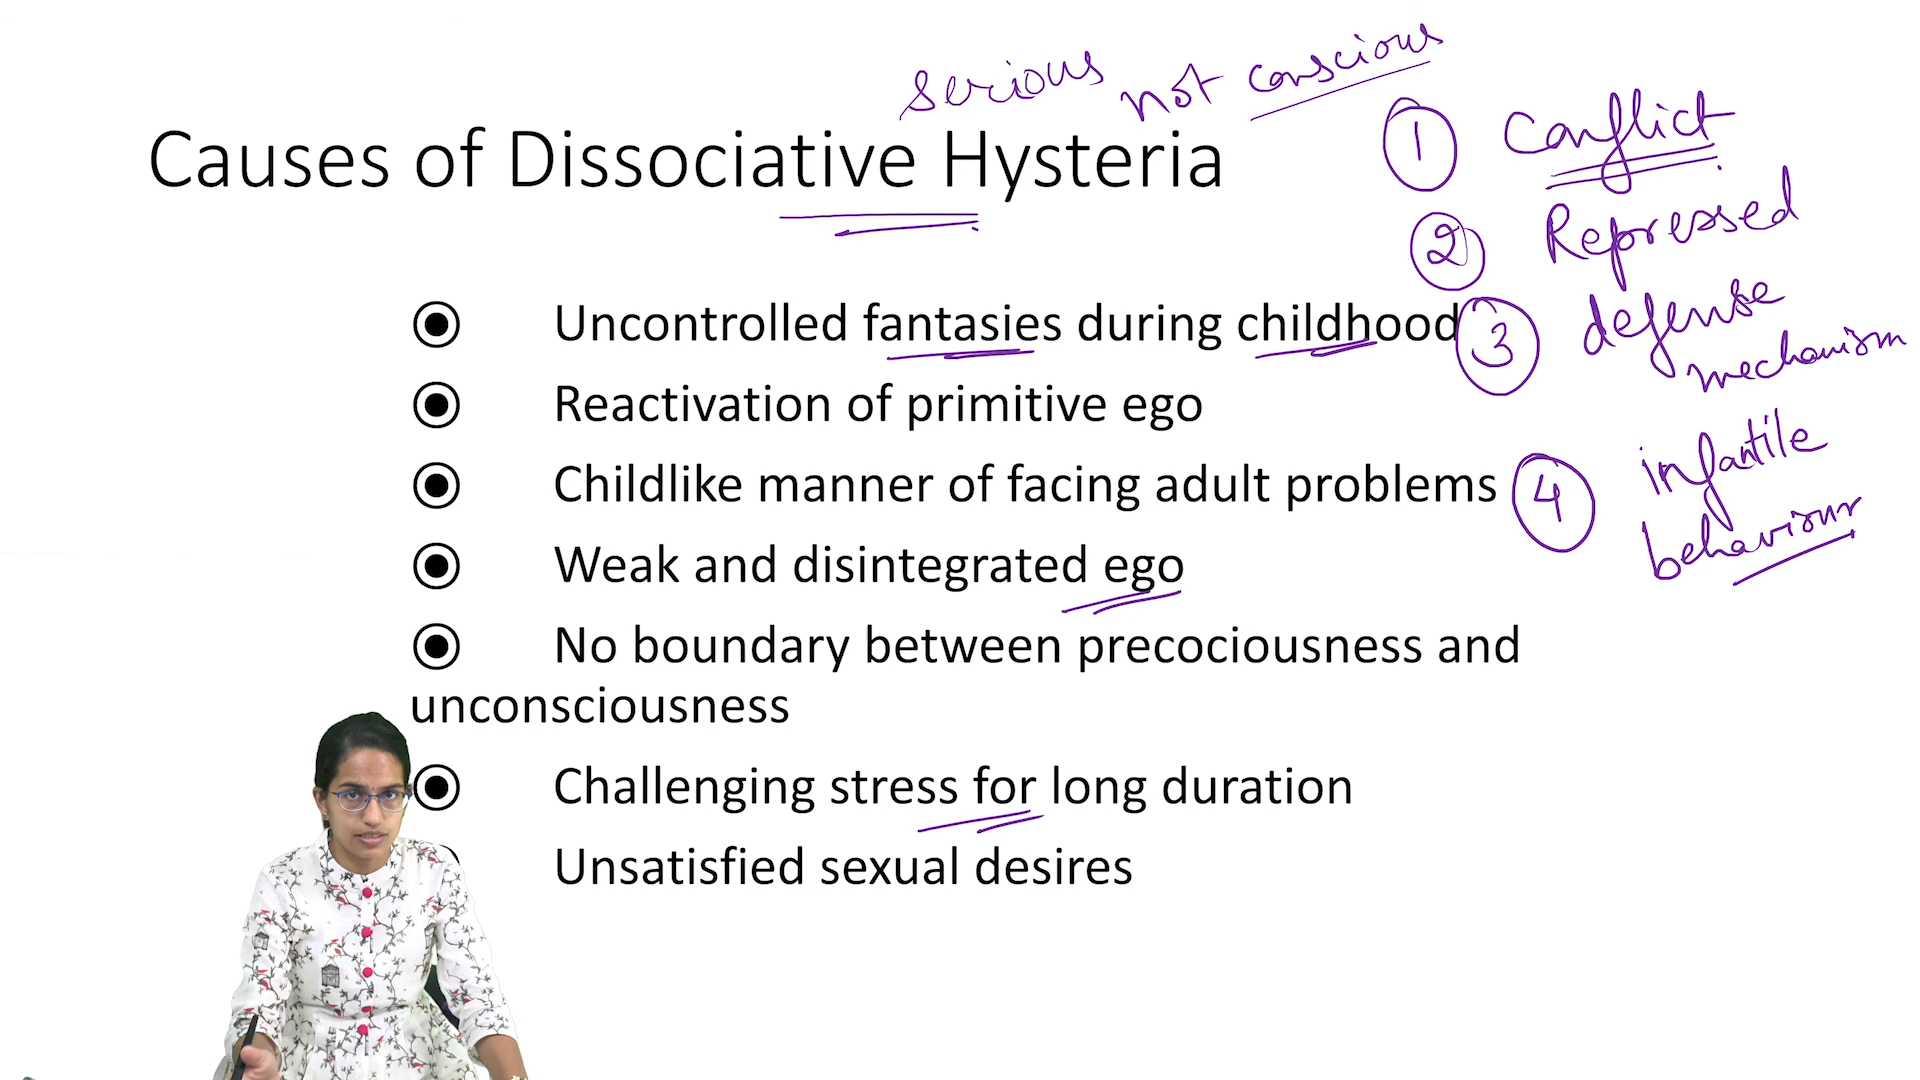 serious not conscious
Causes of Dissociative Hysteria
1 Conflict
2 Repressed
3 defense
mechanism
4 infantile
behaviour
Uncontrolled fantasies during childhood
Reactivation of primitive ego
Childlike manner of facing adult problems
Weak and disintegrated ego
No boundary between precociousness and
unconsciousness
Challenging stress for long duration
Unsatisfied sexual desires